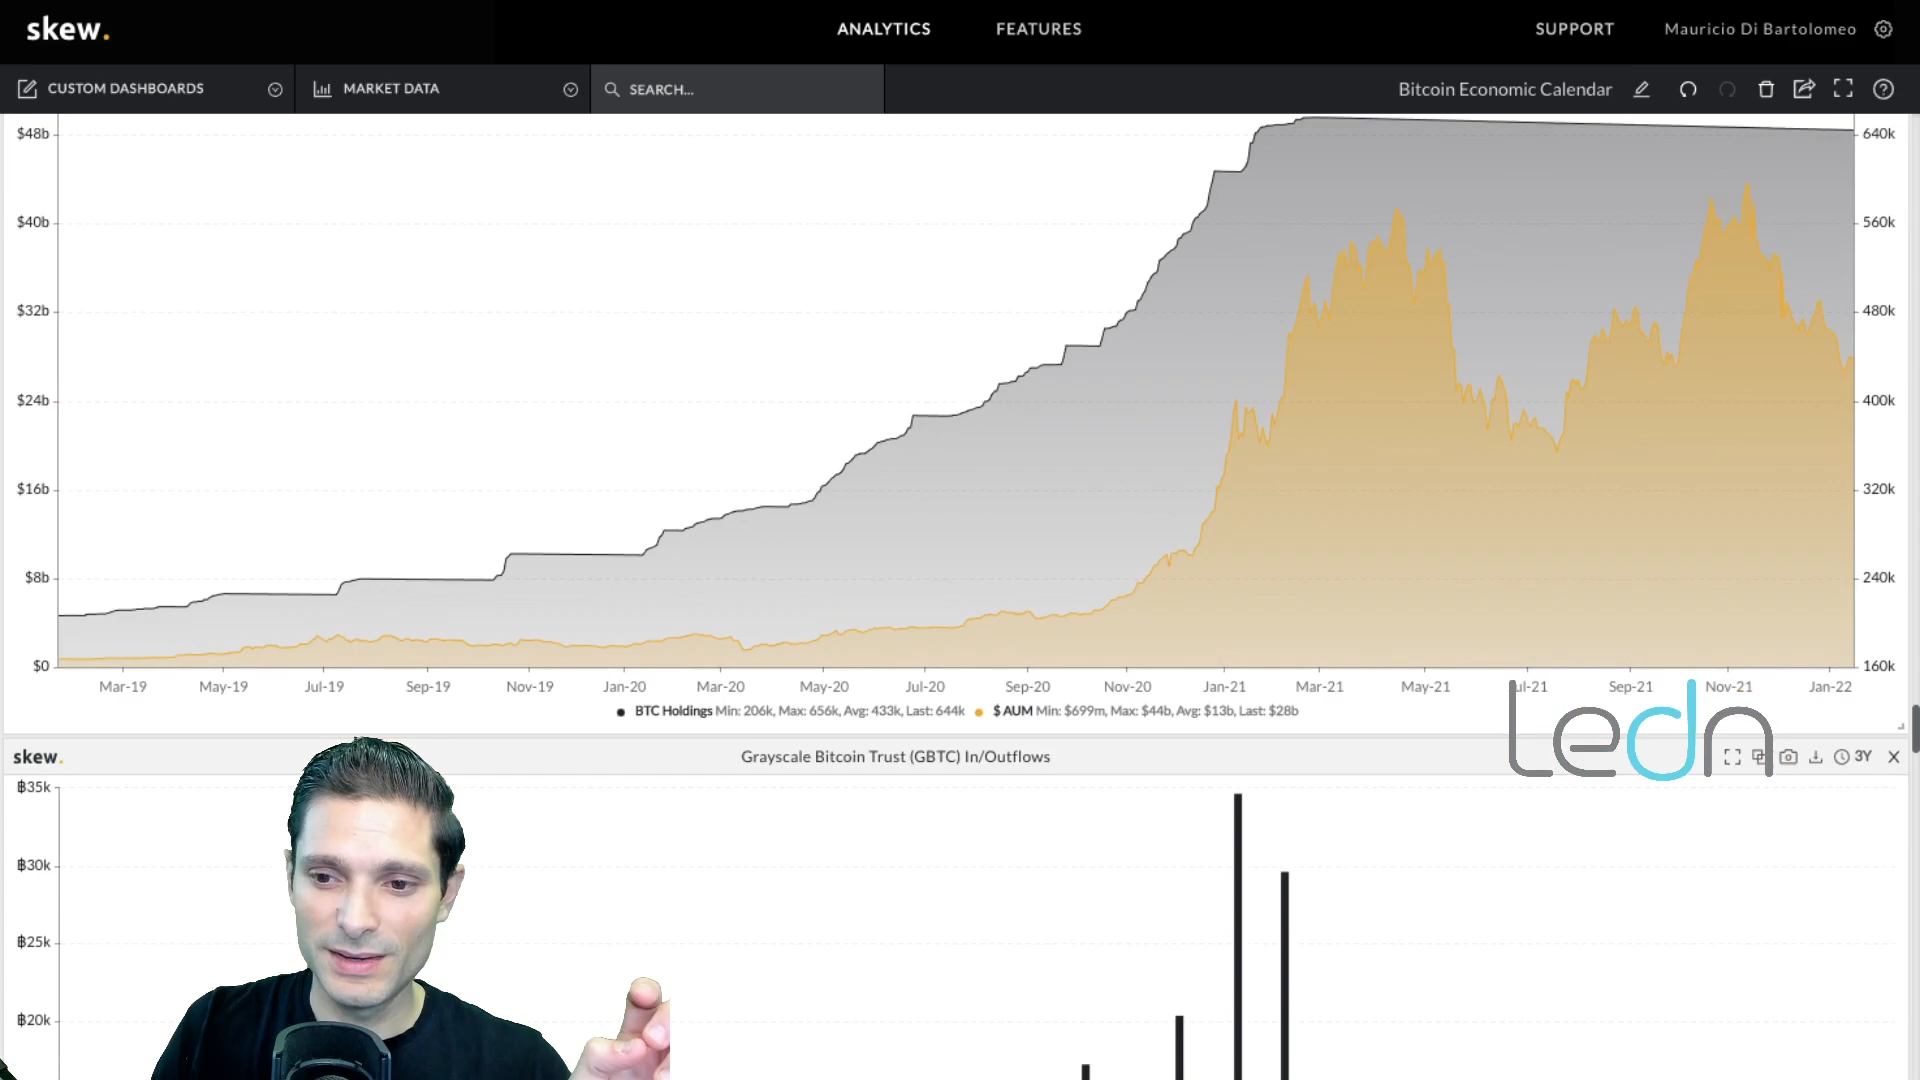 skew.
ANALYTICS
FEATURES
SUPPORT
Mauricio Di Bartolomeo
CUSTOM DASHBOARDS
MARKET DATA
SEARCH...
Bitcoin Economic Calendar
$48b
$40b
$32b
$24b
$16b
$8b
$0
640k
560k
480k
400k
320k
240k
160k
Mar-19 May-19 Jul-19 Sep-19 Nov-19 Jan-20 Mar-20 May-20 Jul-20 Sep-20 Nov-20 Jan-21 Mar-21 May-21 Jul-21 Sep-21 Nov-21 Jan-22
BTC Holdings Min: 206k, Max: 656k, Avg: 433k, Last: 644k $ AUM Min: $699m, Max: $44b, Avg: $13b, Last: $28b
Ledn
skew.
Grayscale Bitcoin Trust (GBTC) In/Outflows
3Y
฿35k
฿30k
฿25k
฿20k